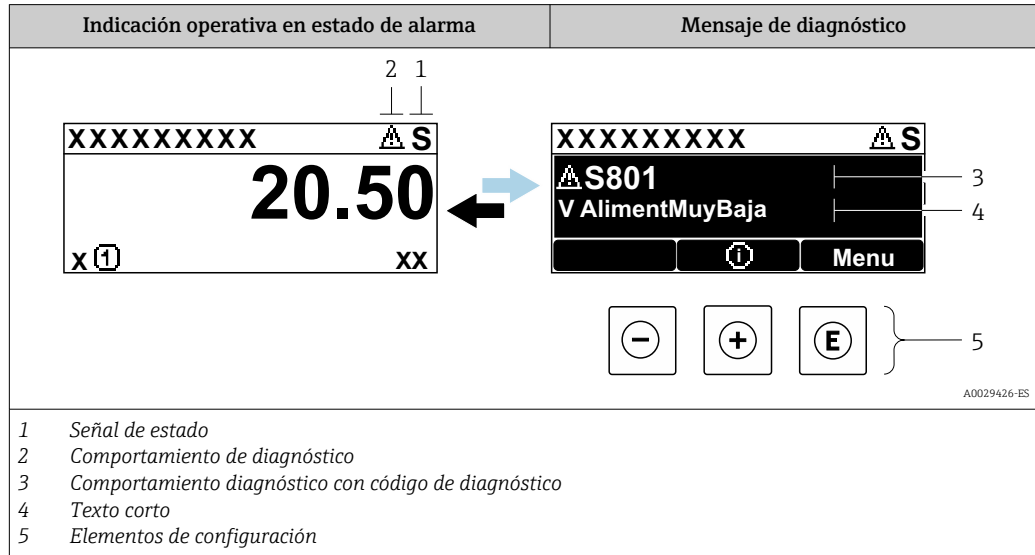 Indicación operativa en estado de alarma
Mensaje de diagnóstico
2 1
XXXXXXXXX S
20.50
x 1 XX
XXXXXXXXX S
S801
V AlimentMuyBaja
i Menu
3
4
- + E
5
A0029426-ES
1 Señal de estado
2 Comportamiento de diagnóstico
3 Comportamiento diagnóstico con código de diagnóstico
4 Texto corto
5 Elementos de configuración